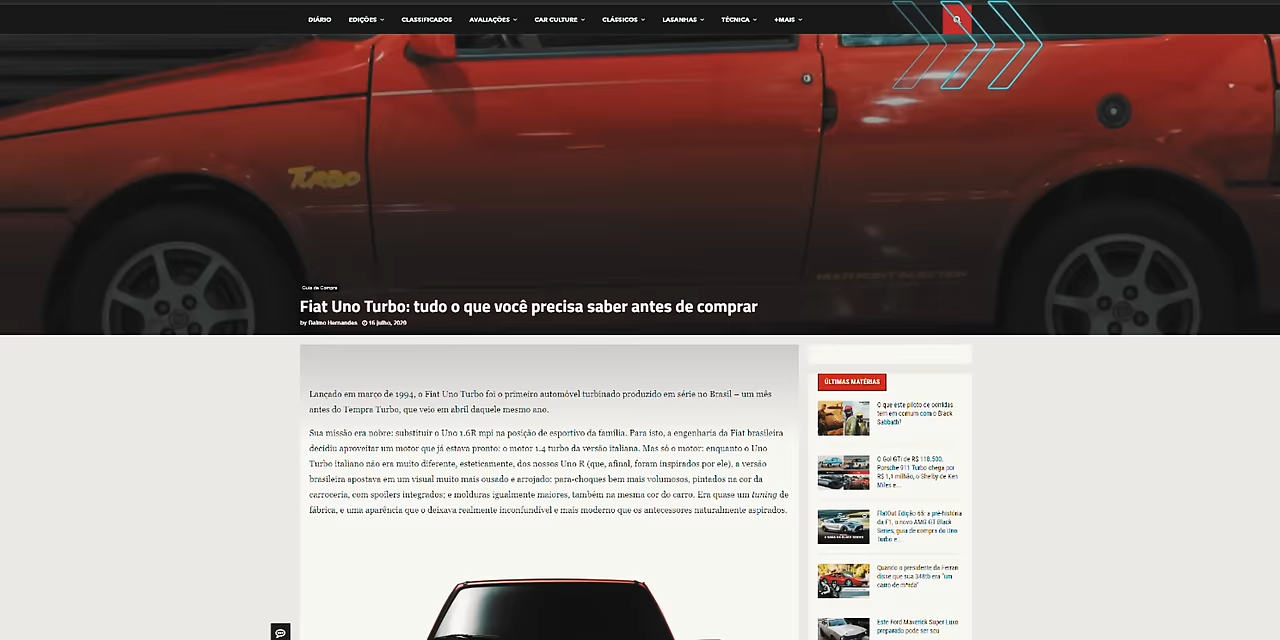 DIÁRIO EDIÇÕES CLASSIFICADOS AVALIAÇÕES CAR CULTURE CLÁSSICOS LASANHAS TÉCNICA +MAIS
TURBO
MULTI POINT INJECTION
Guia de Compra
Fiat Uno Turbo: tudo o que você precisa saber antes de comprar
by Dalmo Hernandes 16 julho, 2020
Lançado em março de 1994, o Fiat Uno Turbo foi o primeiro automóvel turbinado produzido em série no Brasil – um mês
antes do Tempra Turbo, que veio em abril daquele mesmo ano.
Sua missão era nobre: substituir o Uno 1.6R mpi na posição de esportivo da família. Para isto, a engenharia da Fiat brasileira
decidiu aproveitar um motor que já estava pronto: o motor 1.4 turbo da versão italiana. Mas só o motor: enquanto o Uno
Turbo italiano não era muito diferente, esteticamente, dos nossos Uno R (que, afinal, foram inspirados por ele), a versão
brasileira apostava em um visual muito mais ousado e arrojado: para-choques bem mais volumosos, pintados na cor da
carroceria, com spoilers integrados; e molduras igualmente maiores, também na mesma cor do carro. Era quase um tuning de
fábrica, e uma aparência que o deixava realmente inconfundível e mais moderno que os antecessores naturalmente aspirados.
ÚLTIMAS MATÉRIAS
O que este piloto de corridas
tem em comum com o Black
Sabbath?
O Gol GTi de R$ 118.500,
Porsche 911 Turbo chega por
R$ 1,1 milhão, o Shelby de Ken
Miles e...
FlatOut Edição 65: a pré-história
da F1, o novo AMG GT Black
Series, guia de compra do Uno
Turbo e...
Quando o presidente da Ferrari
disse que sua 348tb era "um
carro de m*rda"
Este Ford Maverick Super Luxo
preparado pode ser seu